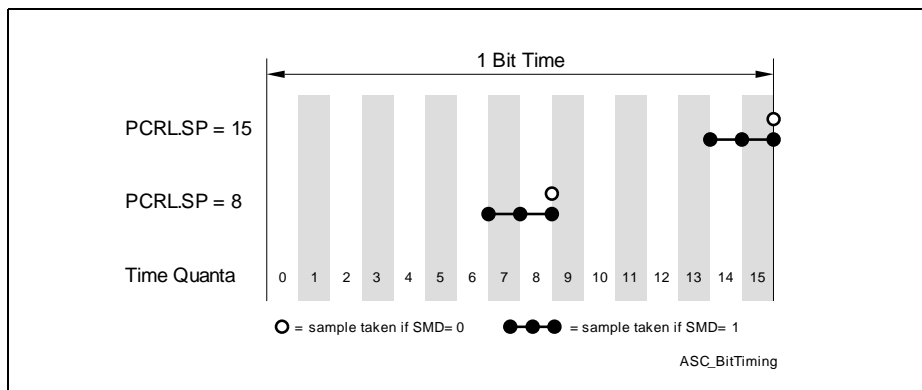 1 Bit Time
PCRL.SP = 15
PCRL.SP = 8
Time Quanta 0 1 2 3 4 5 6 7 8 9 10 11 12 13 14 15
= sample taken if SMD= 0 = sample taken if SMD= 1
ASC_BitTiming